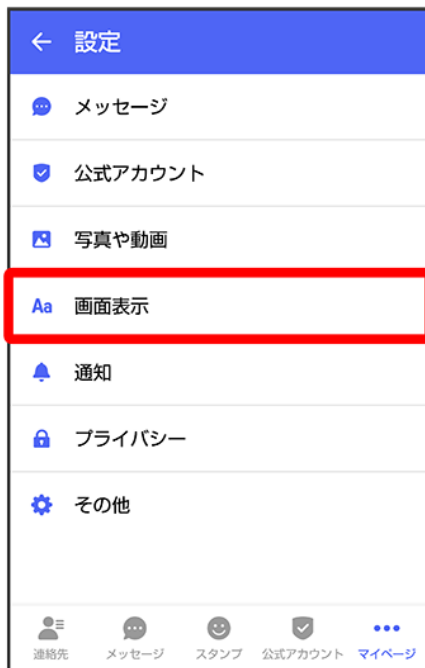 設定
メッセージ
公式アカウント
写真や動画
Aa 画面表示
通知
プライバシー
その他
連絡先 メッセージ スタンプ 公式アカウント マイページ